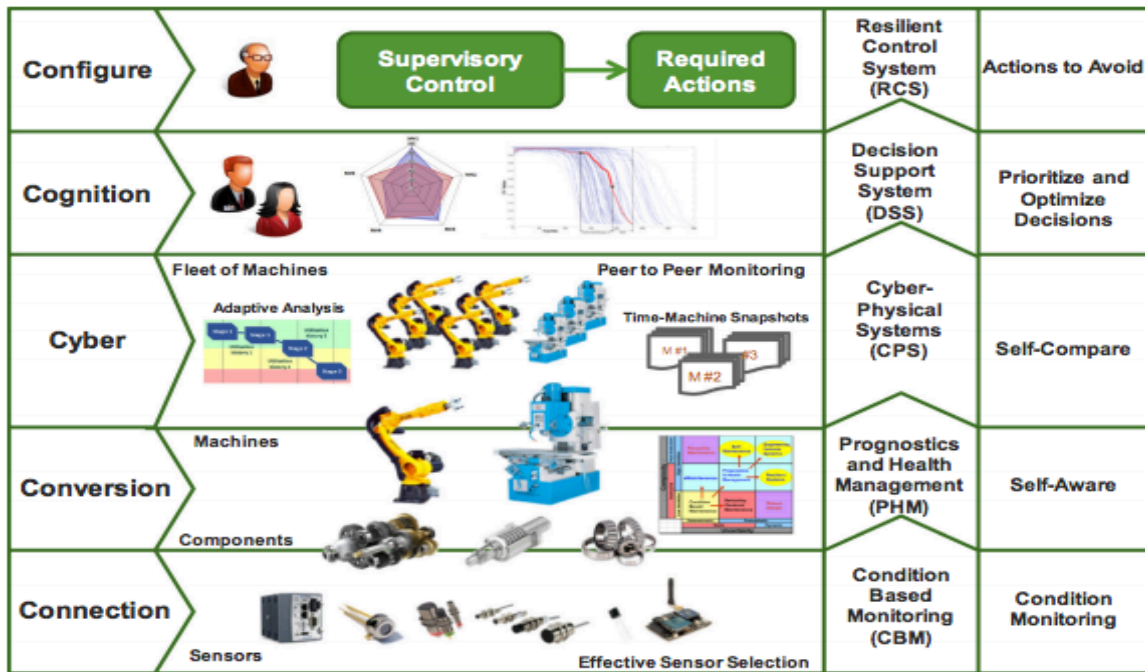 Configure
Supervisory
Control
Required
Actions
Resilient
Control
System
(RCS)
Actions to Avoid
Cognition
Decision
Support
System
(DSS)
Prioritize and
Optimize
Decisions
Cyber
Fleet of Machines
Peer to Peer Monitoring
Adaptive Analysis
Time-Machine Snapshots
M #1
M #2
#3
Cyber-
Physical
Systems
(CPS)
Self-Compare
Conversion
Machines
Components
Prognostics
and Health
Management
(PHM)
Self-Aware
Connection
Sensors
Effective Sensor Selection
Condition
Based
Monitoring
(CBM)
Condition
Monitoring